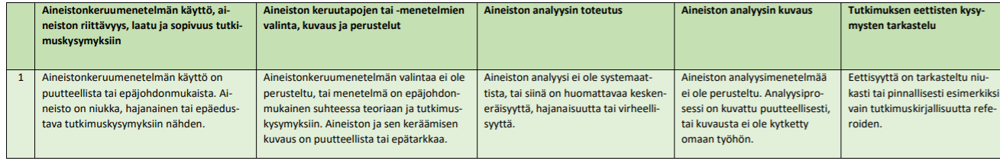 Aineistonkeruumenetelmän käyttö, ai-
neiston riittävyys, laatu ja sopivuus tutki-
muskysymyksiin
Aineiston keruutapojen tai -menetelmien
valinta, kuvaus ja perustelut
Aineiston analyysin toteutus
Aineiston analyysin kuvaus
Tutkimuksen eettisten kysy-
mysten tarkastelu
1
Aineistonkeruumenetelmän käyttö on
puutteellista tai epäjohdonmukaista. Ai-
neisto on niukka, hajanainen tai epäedus-
tava tutkimuskysymyksiin nähden.
Aineistonkeruumenetelmän valintaa ei ole
perusteltu, tai menetelmä on epäjohdon-
mukainen suhteessa teoriaan ja tutkimus-
kysymyksiin. Aineiston ja sen keräämisen
kuvaus on puutteellista tai epätarkkaa.
Aineiston analyysi ei ole systemaat-
tista, tai siinä on huomattavaa kesken-
eräisyyttä, hajanaisuutta tai virheelli-
syyttä.
Aineiston analyysimenetelmää
ei ole perusteltu. Analyysipro-
sessi on kuvattu puutteellisesti,
tai kuvausta ei ole kytketty
omaan työhön.
Eettisyyttä on tarkasteltu niu-
kasti tai pinnallisesti esimerkiksi
vain tutkimuskirjallisuutta refe-
roiden.